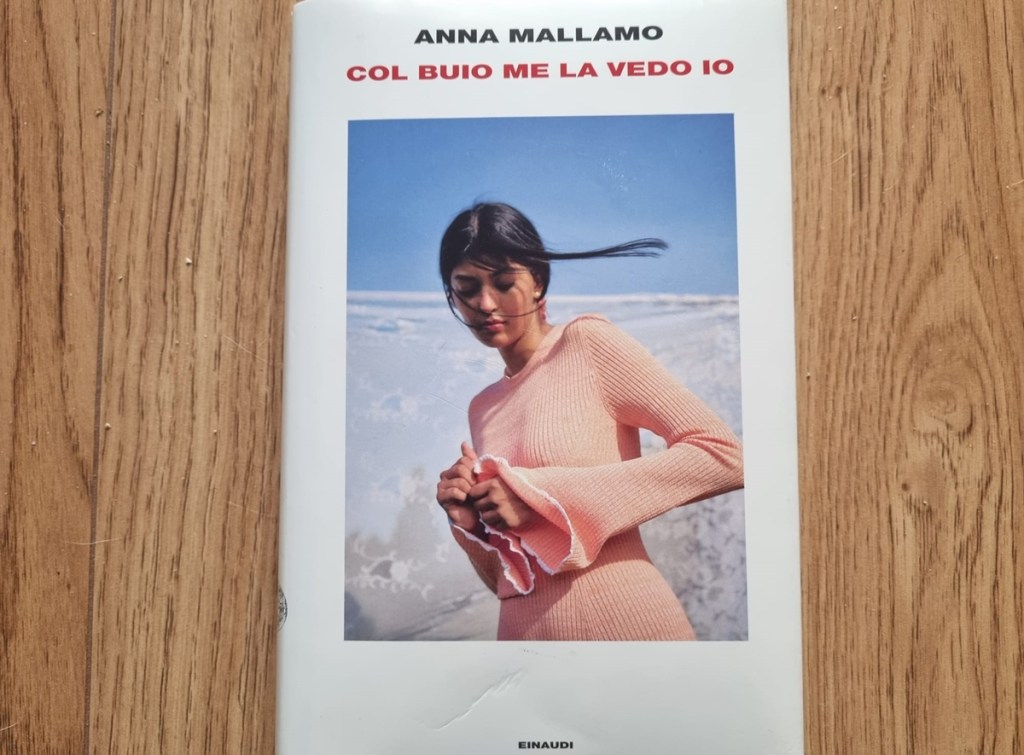 ANNA MALLAMO
COL BUIO ME LA VEDO IO
EINAUDI